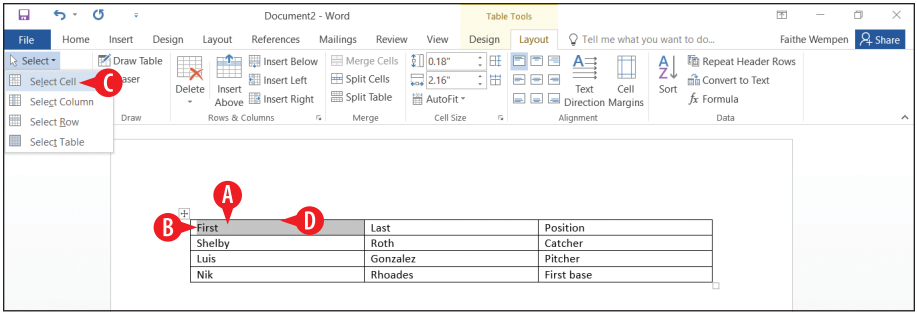 Document2 - Word
Table Tools
File Home Insert Design Layout References Mailings Review View Design Layout Tell me what you want to do... Faithe Wempen Share
Select Draw Table Delete Insert Above Insert Below Merge Cells 0.18" Text Direction Cell Margins Sort Repeat Header Rows
Select Cell C aser Insert Left Split Cells 2.16" Convert to Text
Select Column Insert Right Split Table AutoFit Formula
Select Row Draw Rows & Columns Merge Cell Size Alignment Data
Select Table
A
B First D Last Position
Shelby Roth Catcher
Luis Gonzalez Pitcher
Nik Rhoades First base